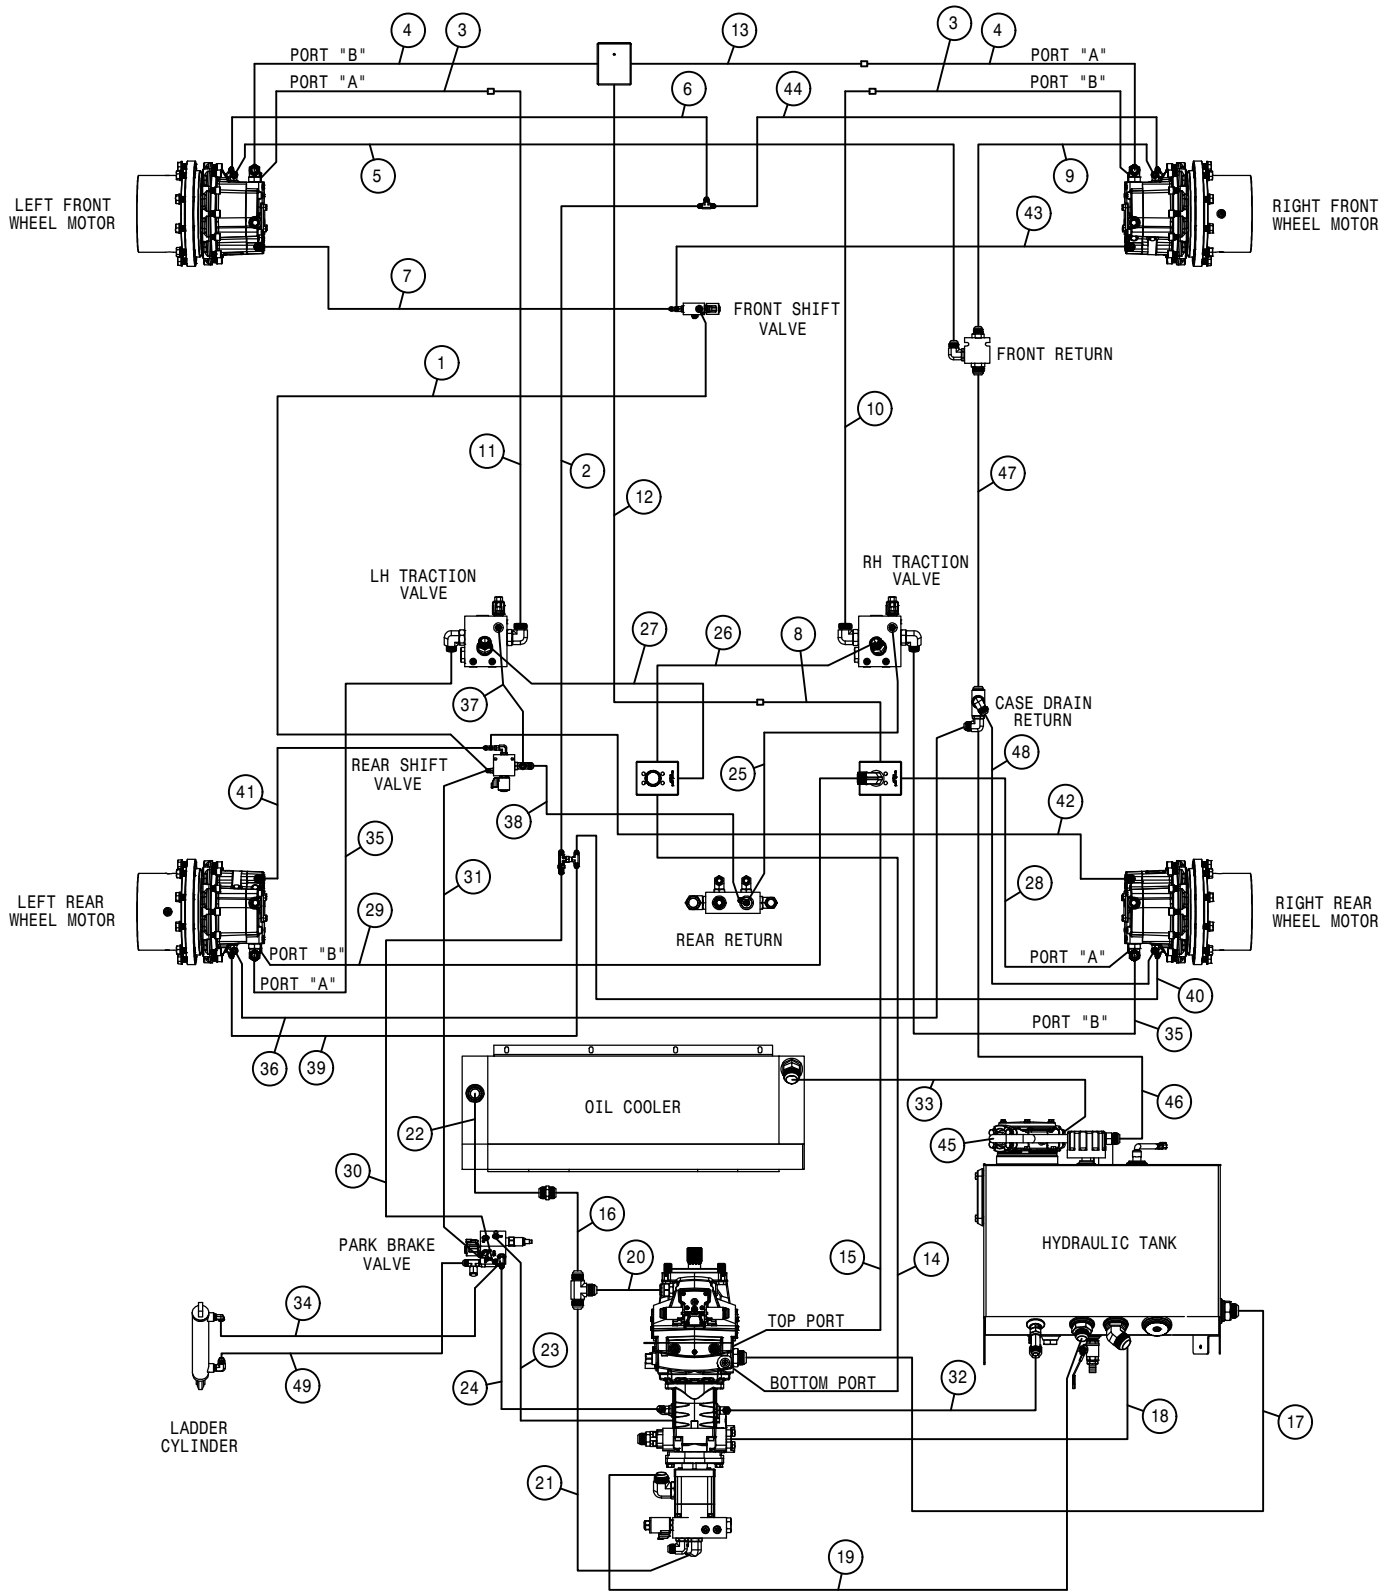 4
3
13
3
4
PORT "B"
PORT "A"
PORT "A"
PORT "B"
6
44
5
9
LEFT FRONT
WHEEL MOTOR
RIGHT FRONT
WHEEL MOTOR
43
7
FRONT SHIFT
VALVE
FRONT RETURN
1
10
11
2
12
47
LH TRACTION
VALVE
RH TRACTION
VALVE
27
26
8
37
CASE DRAIN
RETURN
REAR SHIFT
VALVE
25
48
41
38
42
35
31
28
LEFT REAR
WHEEL MOTOR
29
REAR RETURN
RIGHT REAR
WHEEL MOTOR
PORT "B"
PORT "A"
PORT "A"
40
PORT "B"
35
36
39
OIL COOLER
33
46
22
45
30
16
PARK BRAKE
VALVE
20
15
14
HYDRAULIC TANK
34
TOP PORT
49
23
24
BOTTOM PORT
32
18
17
LADDER
CYLINDER
21
19